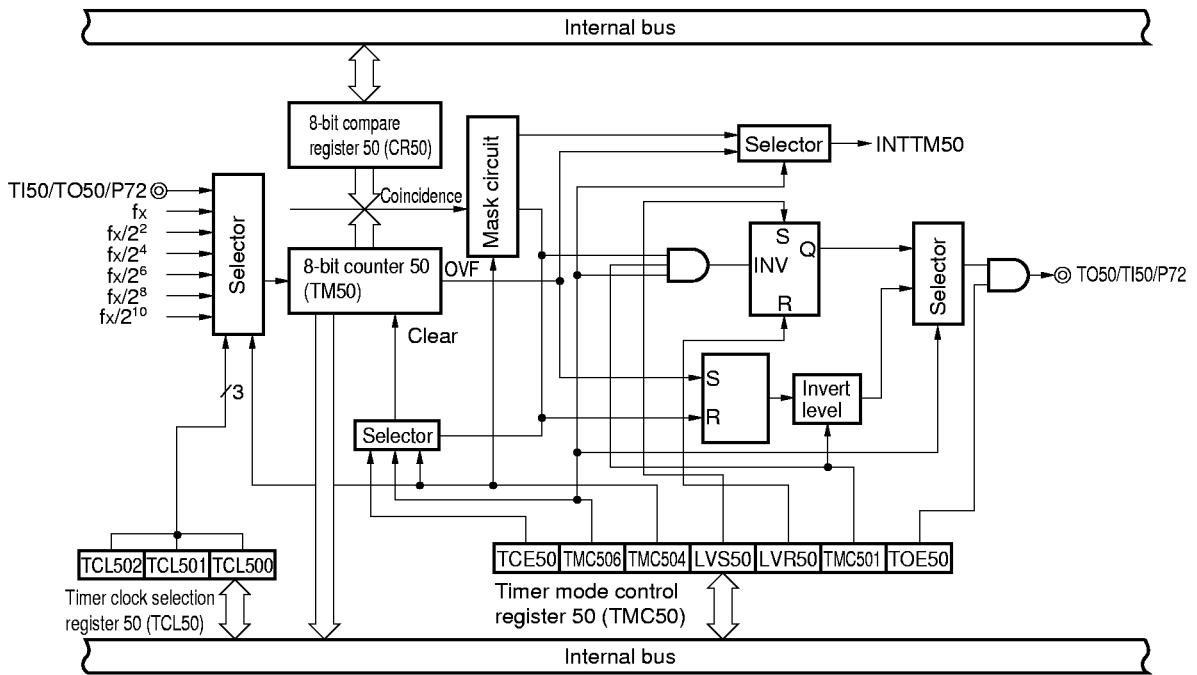 Internal bus
8-bit compare
register 50 (CR50)
Mask circuit
Selector
INTTM50
TI50/TO50/P72
fx
fx/2²
fx/2⁴
fx/2⁶
fx/2⁸
fx/2¹⁰
Selector
Coincidence
8-bit counter 50
(TM50)
OVF
Clear
S
INV
Q
R
Selector
TO50/TI50/P72
3
S
R
Invert
level
Selector
TCL502
TCL501
TCL500
TCE50
TMC506
TMC504
LVS50
LVR50
TMC501
TOE50
Timer clock selection
register 50 (TCL50)
Timer mode control
register 50 (TMC50)
Internal bus